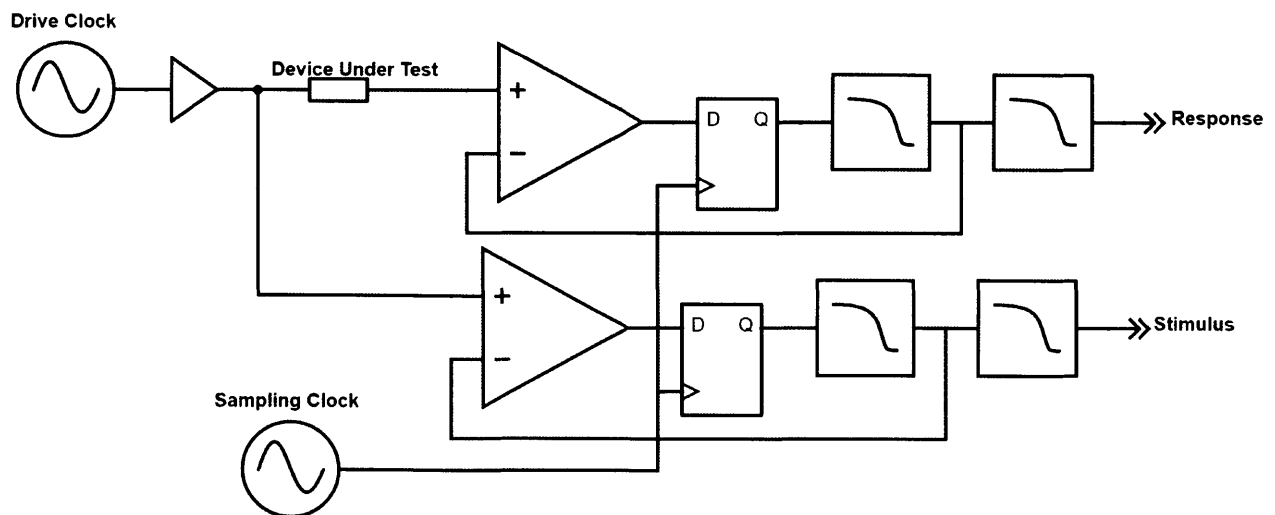 Drive Clock
Device Under Test
+
−
D Q
Response
+
−
D Q
Stimulus
Sampling Clock